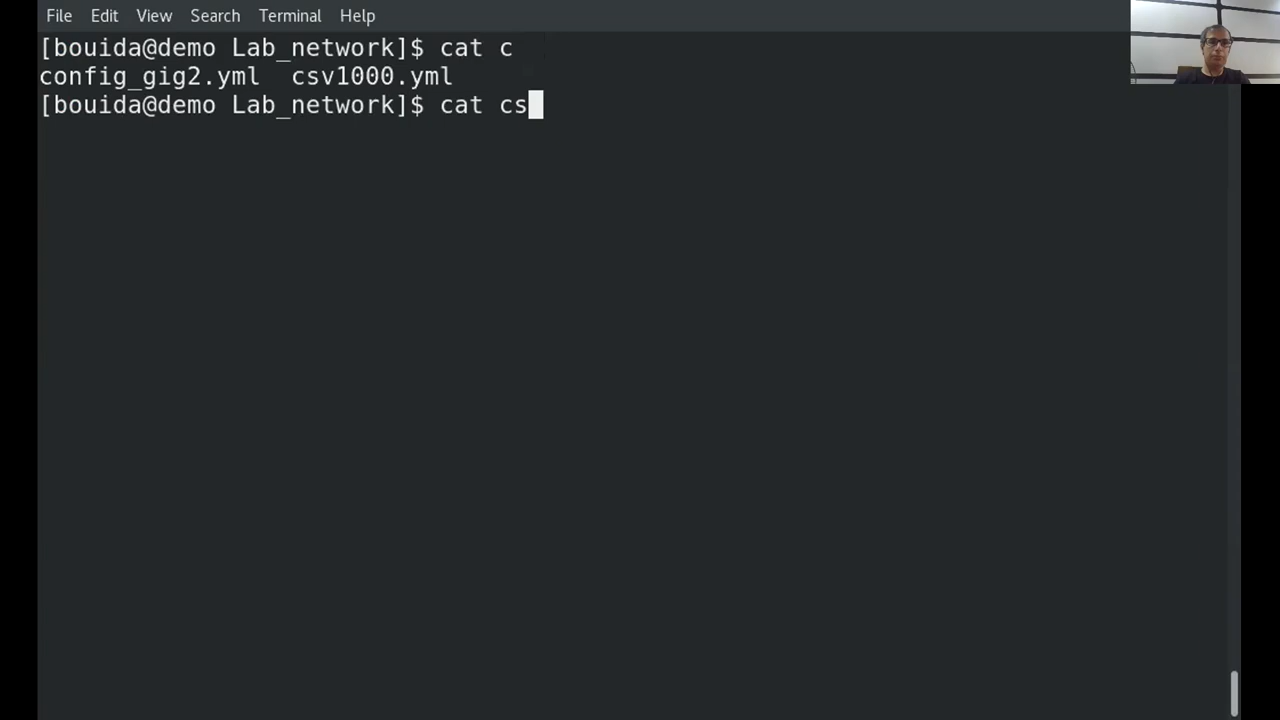 File Edit View Search Terminal Help
[bouida@demo Lab_network]$ cat c
config_gig2.yml  csv1000.yml
[bouida@demo Lab_network]$ cat cs